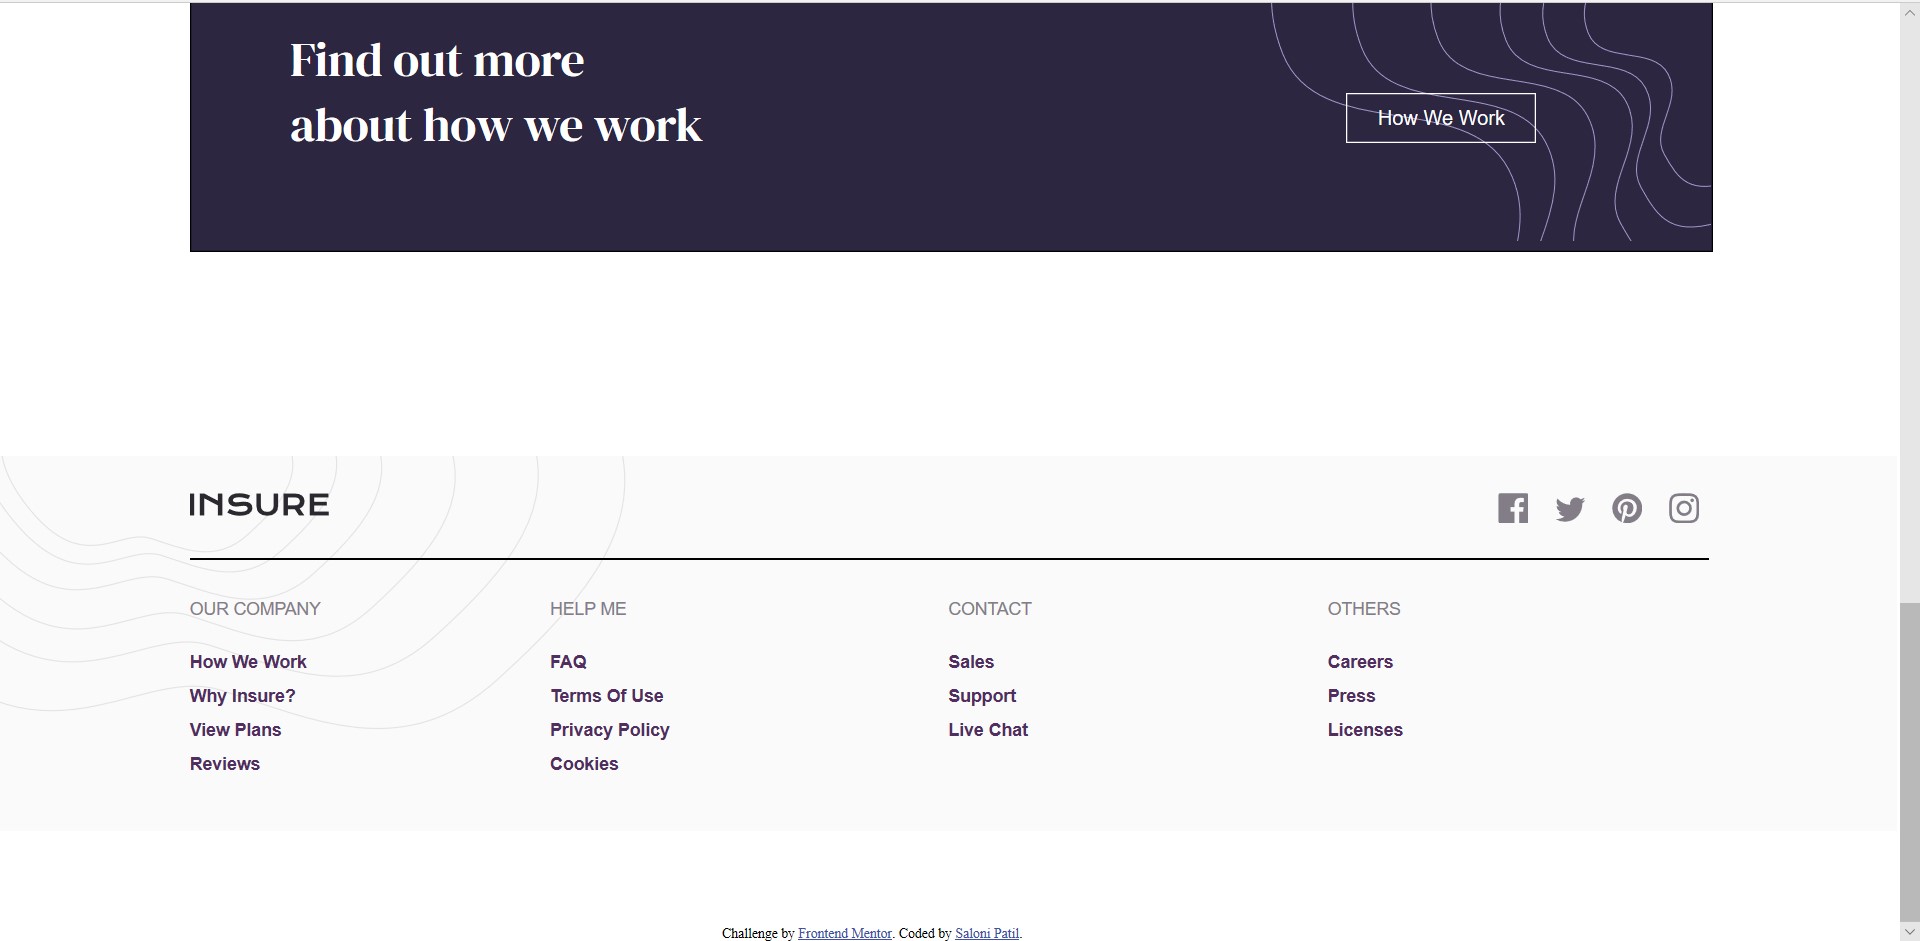 Find out more
about how we work
How We Work
INSURE
OUR COMPANY
How We Work
Why Insure?
View Plans
Reviews
HELP ME
FAQ
Terms Of Use
Privacy Policy
Cookies
CONTACT
Sales
Support
Live Chat
OTHERS
Careers
Press
Licenses
Challenge by Frontend Mentor. Coded by Saloni Patil.